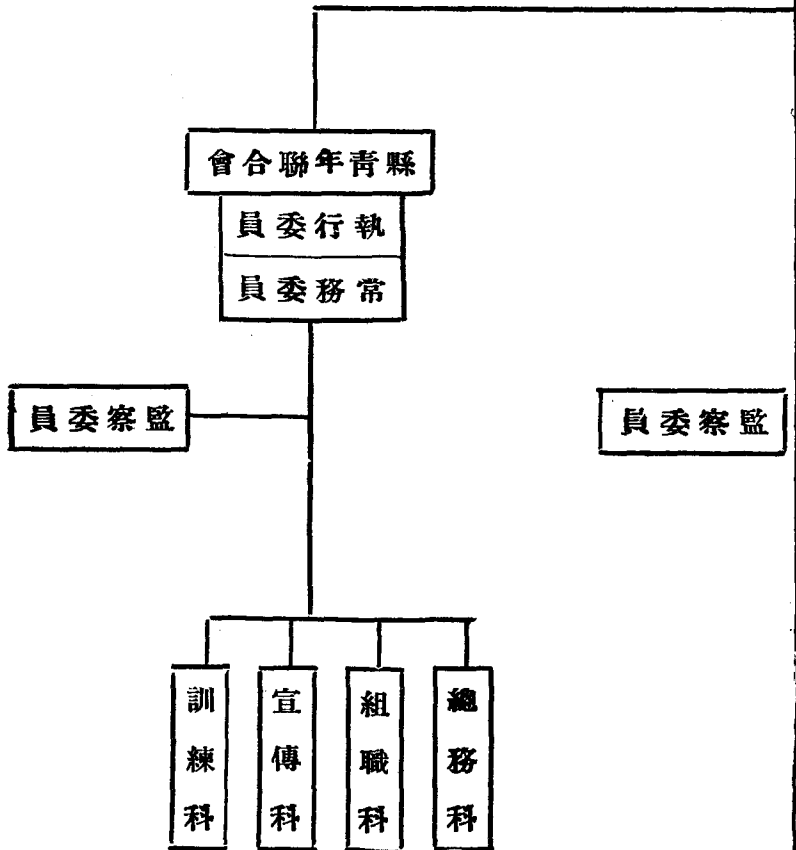 縣青年聯合會
執行委員
常務委員
監察委員
監察委員
總務科
組職科
宣傳科
訓練科